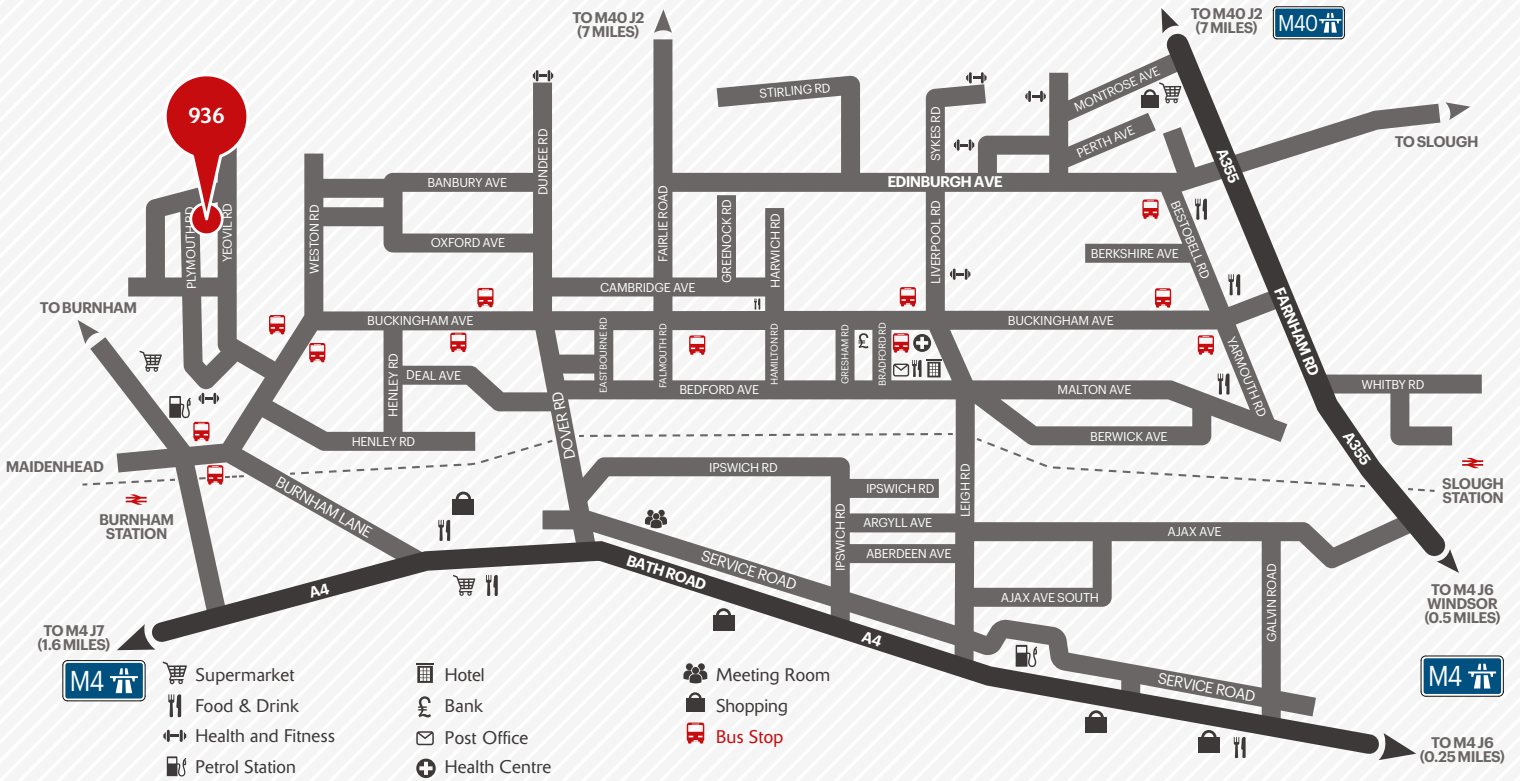 TO M40 J2
(7 MILES)
TO M40 J2
(7 MILES)
M40
936
STIRLING RD
MONTROSE AVE
SYKES RD
PERTH AVE
TO SLOUGH
A355
DUNDEE RD
BANBURY AVE
EDINBURGH AVE
PLYMOUTH RD
YEOVIL RD
WESTON RD
OXFORD AVE
FAIRLIE ROAD
GREENOCK RD
HARWICH RD
LIVERPOOL RD
BESTOBELL RD
BERKSHIRE AVE
TO BURNHAM
CAMBRIDGE AVE
BUCKINGHAM AVE
BUCKINGHAM AVE
FARNHAM RD
HENLEY RD
DEAL AVE
EASTBOURNE RD
FALMOUTH RD
HAMILTON RD
GRESHAM RD
BRADFORD RD
YARMOUTH RD
BEDFORD AVE
MALTON AVE
WHITBY RD
DOVER RD
HENLEY RD
BERWICK AVE
A355
MAIDENHEAD
IPSWICH RD
IPSWICH RD
LEIGH RD
SLOUGH
STATION
BURNHAM
STATION
BURNHAM LANE
IPSWICH RD
ARGYLL AVE
AJAX AVE
ABERDEEN AVE
SERVICE ROAD
BATH ROAD
A4
AJAX AVE SOUTH
GALVIN ROAD
TO M4 J6
WINDSOR
(0.5 MILES)
TO M4 J7
(1.6 MILES)
A4
M4
SERVICE ROAD
M4
TO M4 J6
(0.25 MILES)
Supermarket
Food & Drink
Health and Fitness
Petrol Station
Hotel
£ Bank
Post Office
Health Centre
Meeting Room
Shopping
Bus Stop
£